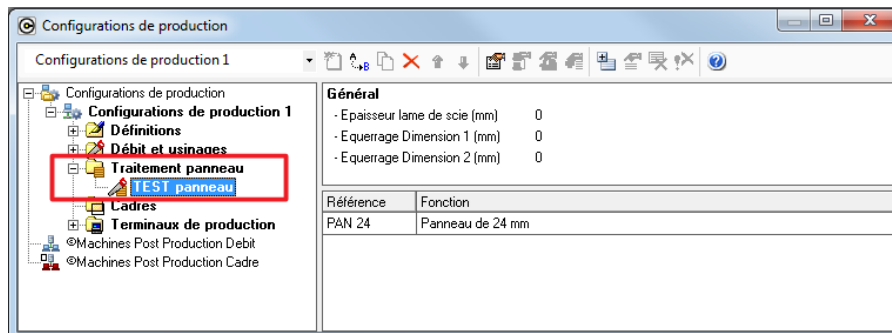 Configurations de production
Configurations de production 1
Configurations de production
Configurations de production 1
Définitions
Débit et usinages
Traitement panneau
TEST panneau
Cadres
Terminaux de production
©Machines Post Production Debit
©Machines Post Production Cadre
Général
- Epaisseur lame de scie (mm) 0
- Equerrage Dimension 1 (mm) 0
- Equerrage Dimension 2 (mm) 0
Référence Fonction
PAN 24 Panneau de 24 mm